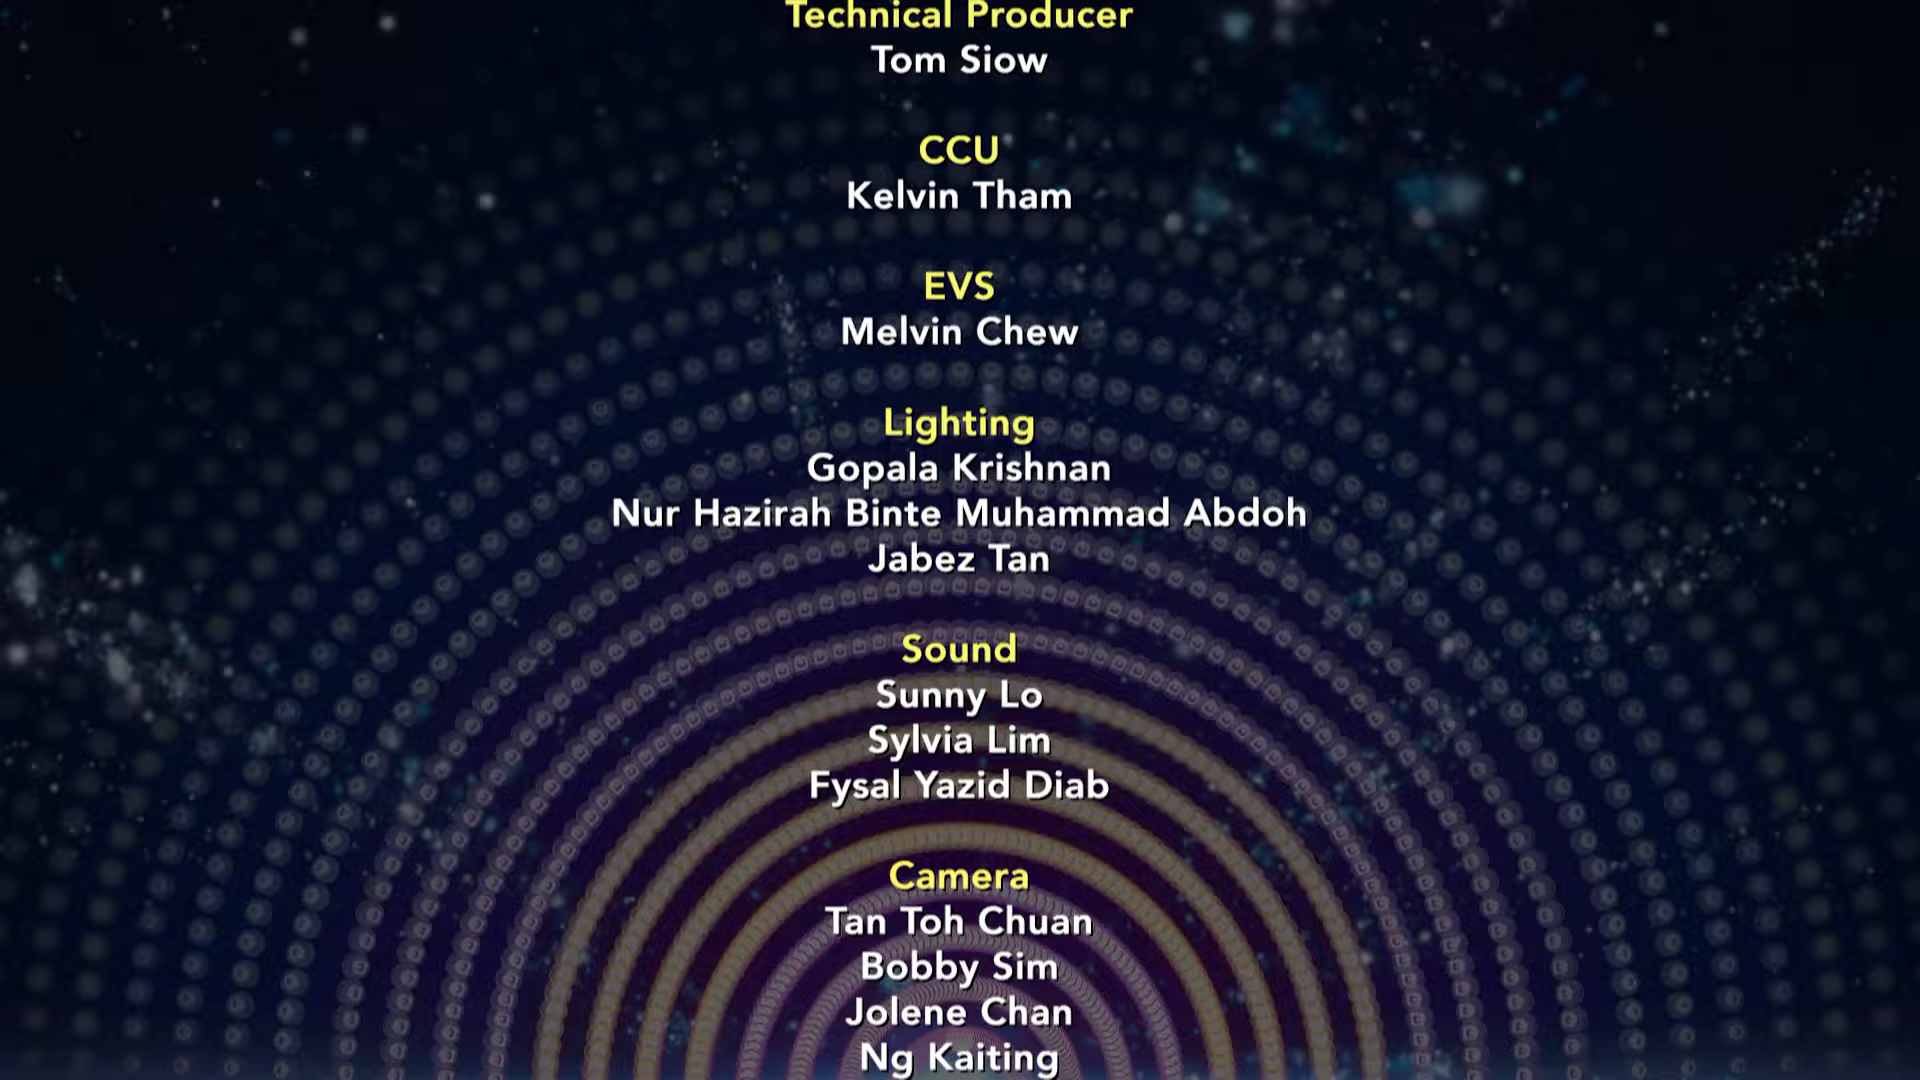 Technical Producer
Tom Siow
CCU
Kelvin Tham
EVS
Melvin Chew
Lighting
Gopala Krishnan
Nur Hazirah Binte Muhammad Abdoh
Jabez Tan
Sound
Sunny Lo
Sylvia Lim
Fysal Yazid Diab
Camera
Tan Toh Chuan
Bobby Sim
Jolene Chan
Ng Kaiting